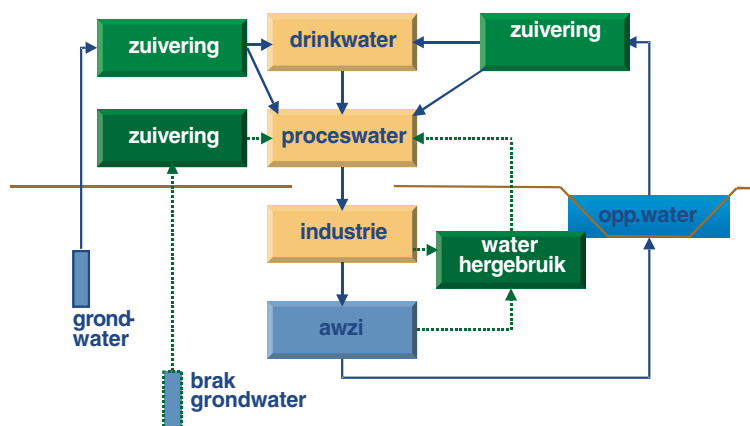 zuivering
drinkwater
zuivering
zuivering
proceswater
opp.water
industrie
water
hergebruik
grond-
water
awzi
brak
grondwater